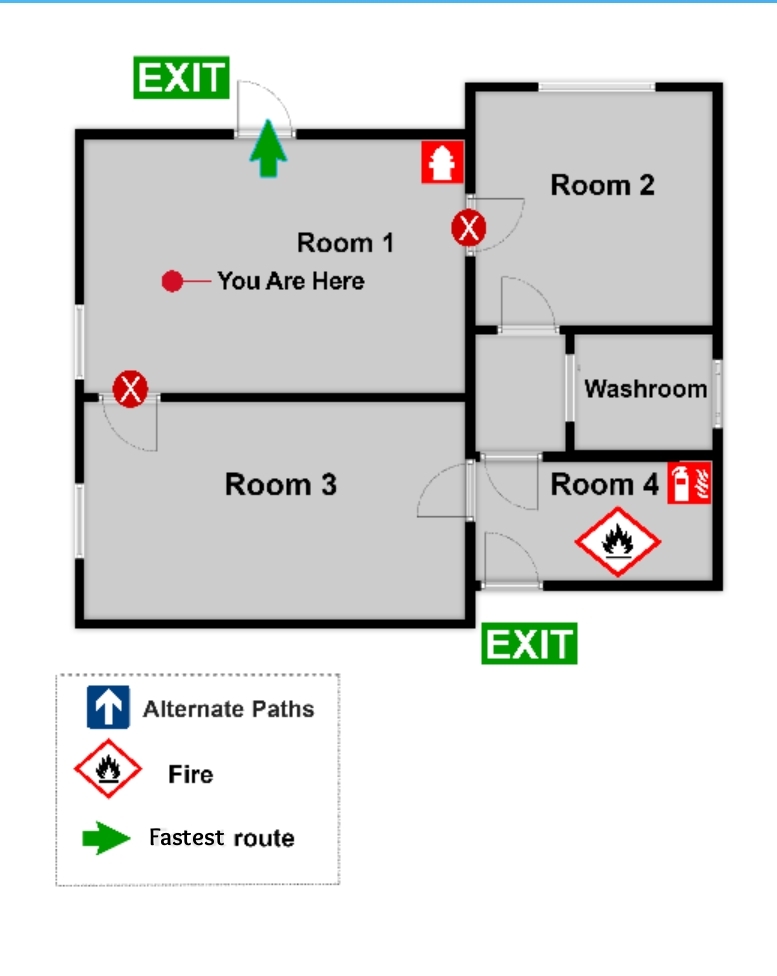 EXIT
Room 2
X
Room 1
You Are Here
X
Washroom
Room 3
Room 4
EXIT
Alternate Paths
Fire
Fastest route